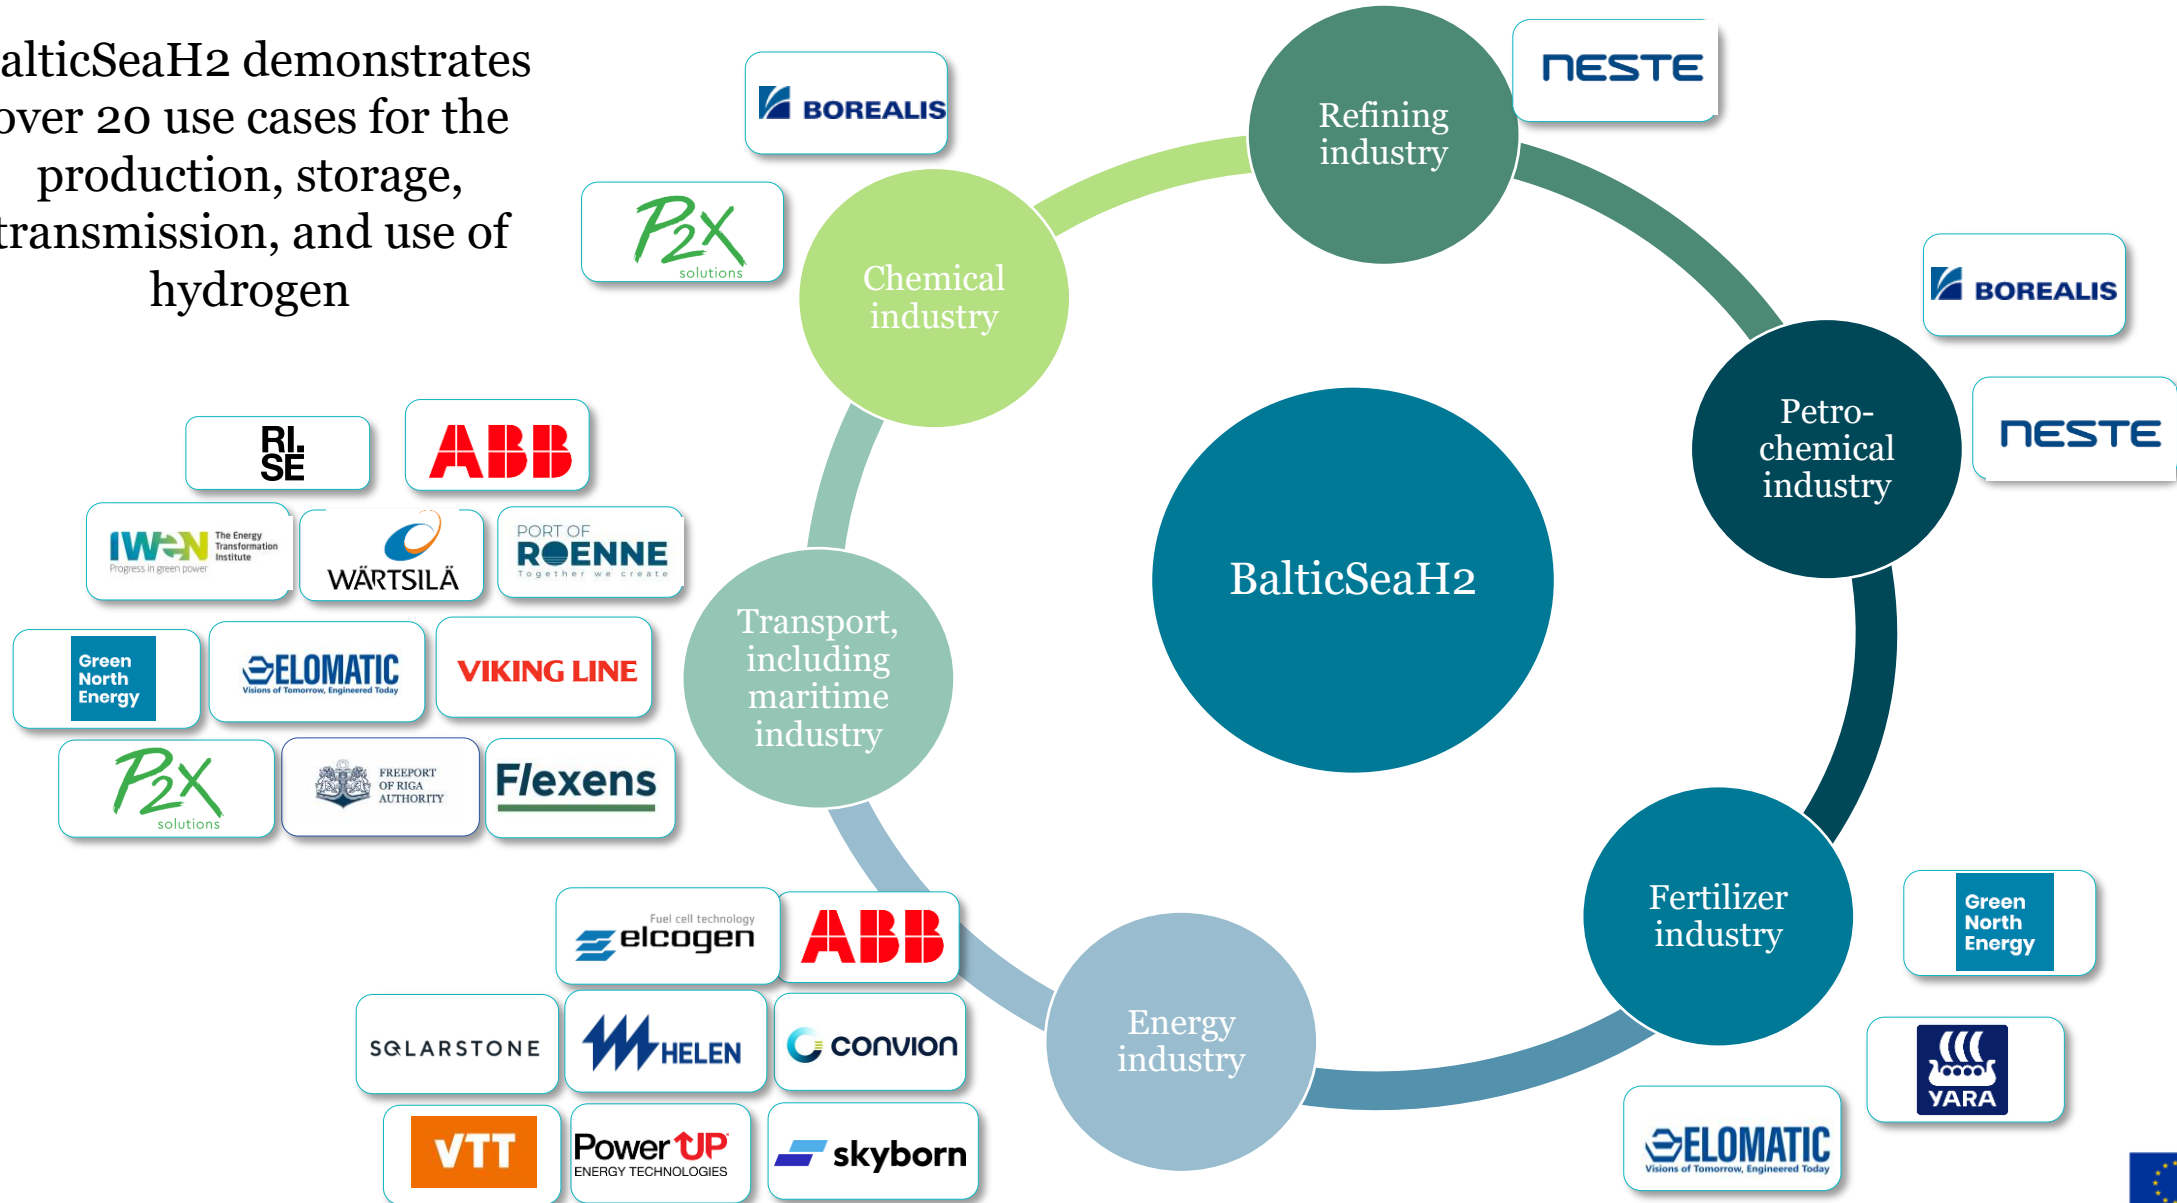 alticSeaH2 demonstrates
over 20 use cases for the
production, storage,
transmission, and use of
hydrogen
BOREALIS
P2X
solutions
NESTE
Refining
industry
Chemical
industry
BOREALIS
NESTE
Petro-
chemical
industry
BalticSeaH2
RI.
SE
ABB
IWEN
The Energy
Transformation
Institute
Progress in green power
WÄRTSILÄ
PORT OF
ROENNE
Together we create
Green
North
Energy
ELOMATIC
Visions of Tomorrow, Engineered Today
VIKING LINE
P2X
solutions
FREEPORT
OF RIGA
AUTHORITY
Flexens
Transport,
including
maritime
industry
Fuel cell technology
elcogen
ABB
SOLARSTONE
HELEN
CONVION
VTT
Power UP
ENERGY TECHNOLOGIES
skyborn
Energy
industry
Fertilizer
industry
Green
North
Energy
YARA
ELOMATIC
Visions of Tomorrow, Engineered Today